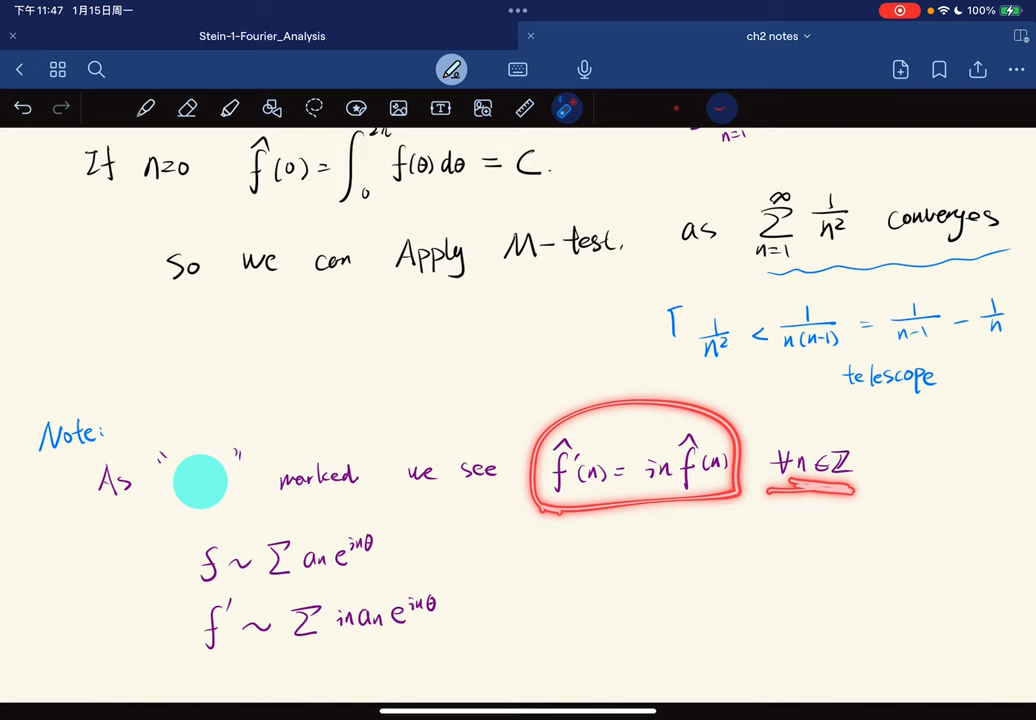 下午11:47 1月15日周一 100%
Stein-1-Fourier_Analysis ch2 notes
n=1
If n=0 f̂(0) = ∫₀^2π f(θ)dθ = C.
So we can Apply M-test. as ∑_{n=1}^{∞} 1/n² converges
1/n² < 1/n(n-1) = 1/n-1 - 1/n
telescope
Note:
As " " marked we see f̂'(n) = in f̂(n) ∀n∈ℤ
f ~ ∑ an e^{inθ}
f' ~ ∑ in an e^{inθ}